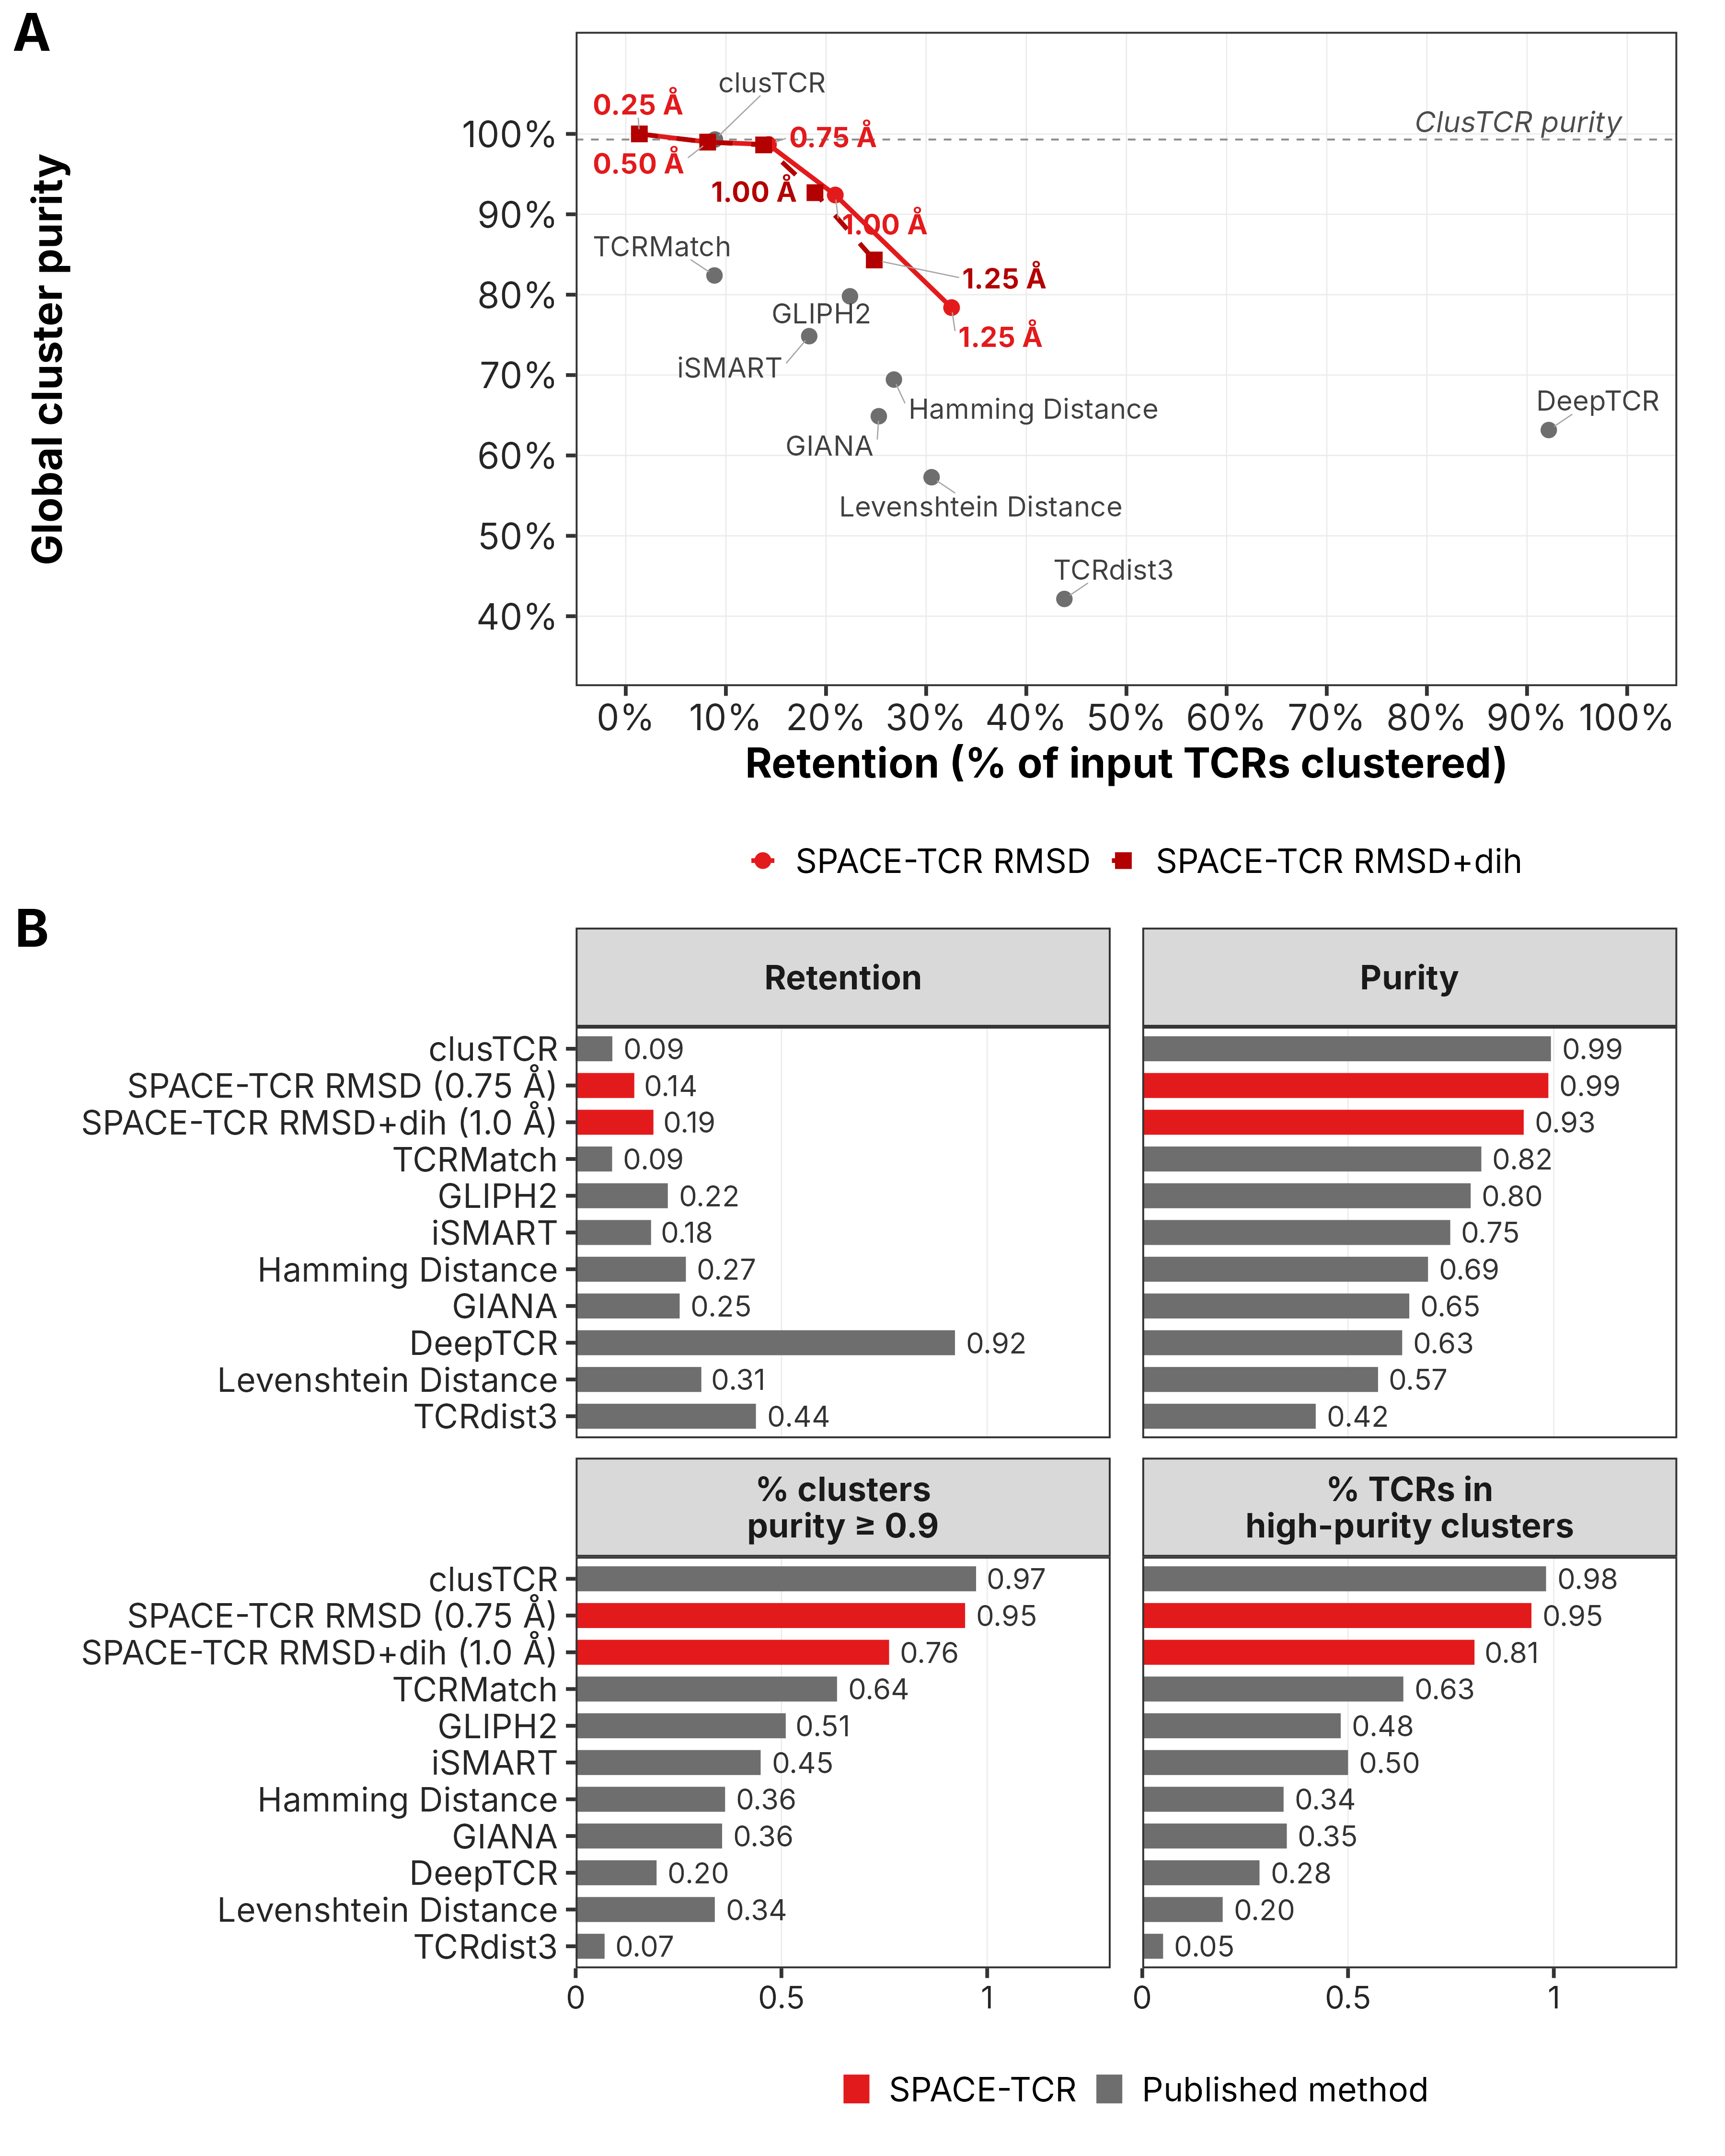 A
Global cluster purity
100%
90%
80%
70%
60%
50%
40%
clusTCR
0.25 Å
ClusTCR purity
0.75 Å
0.50 Å
1.00 Å
1.00 Å
TCRMatch
1.25 Å
GLIPH2
1.25 Å
iSMART
DeepTCR
Hamming Distance
GIANA
Levenshtein Distance
TCRdist3
0% 10% 20% 30% 40% 50% 60% 70% 80% 90% 100%
Retention (% of input TCRs clustered)
SPACE-TCR RMSD SPACE-TCR RMSD+dih
B
Retention Purity
clusTCR 0.09 0.99
SPACE-TCR RMSD (0.75 Å) 0.14 0.99
SPACE-TCR RMSD+dih (1.0 Å) 0.19 0.93
TCRMatch 0.09 0.82
GLIPH2 0.22 0.80
iSMART 0.18 0.75
Hamming Distance 0.27 0.69
GIANA 0.25 0.65
DeepTCR 0.92 0.63
Levenshtein Distance 0.31 0.57
TCRdist3 0.44 0.42
% clusters
purity ≥ 0.9
% TCRs in
high-purity clusters
clusTCR 0.97 0.98
SPACE-TCR RMSD (0.75 Å) 0.95 0.95
SPACE-TCR RMSD+dih (1.0 Å) 0.76 0.81
TCRMatch 0.64 0.63
GLIPH2 0.51 0.48
iSMART 0.45 0.50
Hamming Distance 0.36 0.34
GIANA 0.36 0.35
DeepTCR 0.20 0.28
Levenshtein Distance 0.34 0.20
TCRdist3 0.07 0.05
0 0.5 1 0 0.5 1
SPACE-TCR Published method